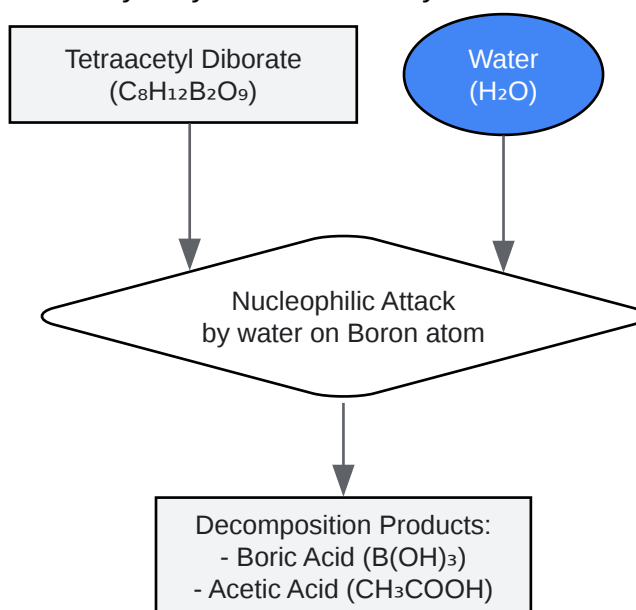 Tetraacetyl Diborate
(C₈H₁₂B₂O₉)
Water
(H₂O)
Nucleophilic Attack
by water on Boron atom
Decomposition Products:
- Boric Acid (B(OH)₃)
- Acetic Acid (CH₃COOH)